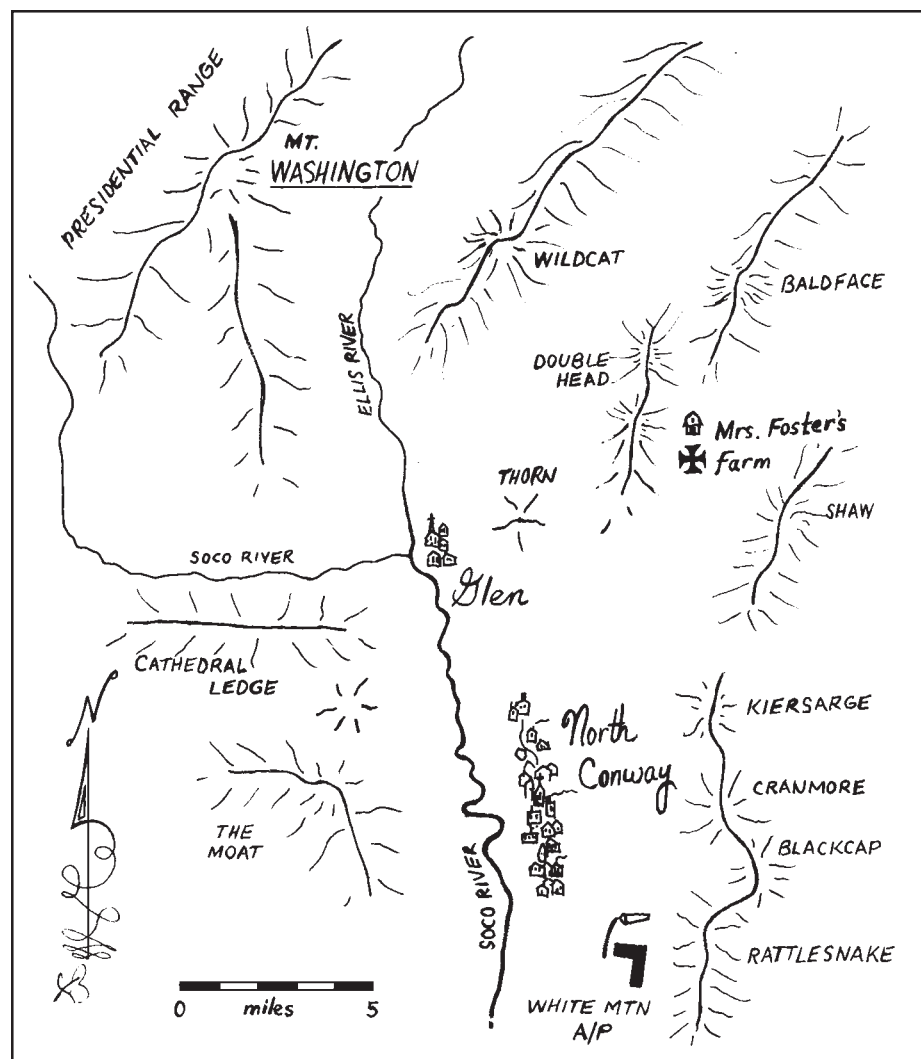 PRESIDENTIAL RANGE
MT.
WASHINGTON
WILDCAT
BALDFACE
ELLIS RIVER
DOUBLE
HEAD
Mrs. Foster's
Farm
THORN
SHAW
SOCO RIVER
Glen
CATHEDRAL
LEDGE
N
KIERSARGE
North
Conway
CRANMORE
THE
MOAT
BLACKCAP
SOCO RIVER
RATTLESNAKE
0 miles 5
WHITE MTN
A/P